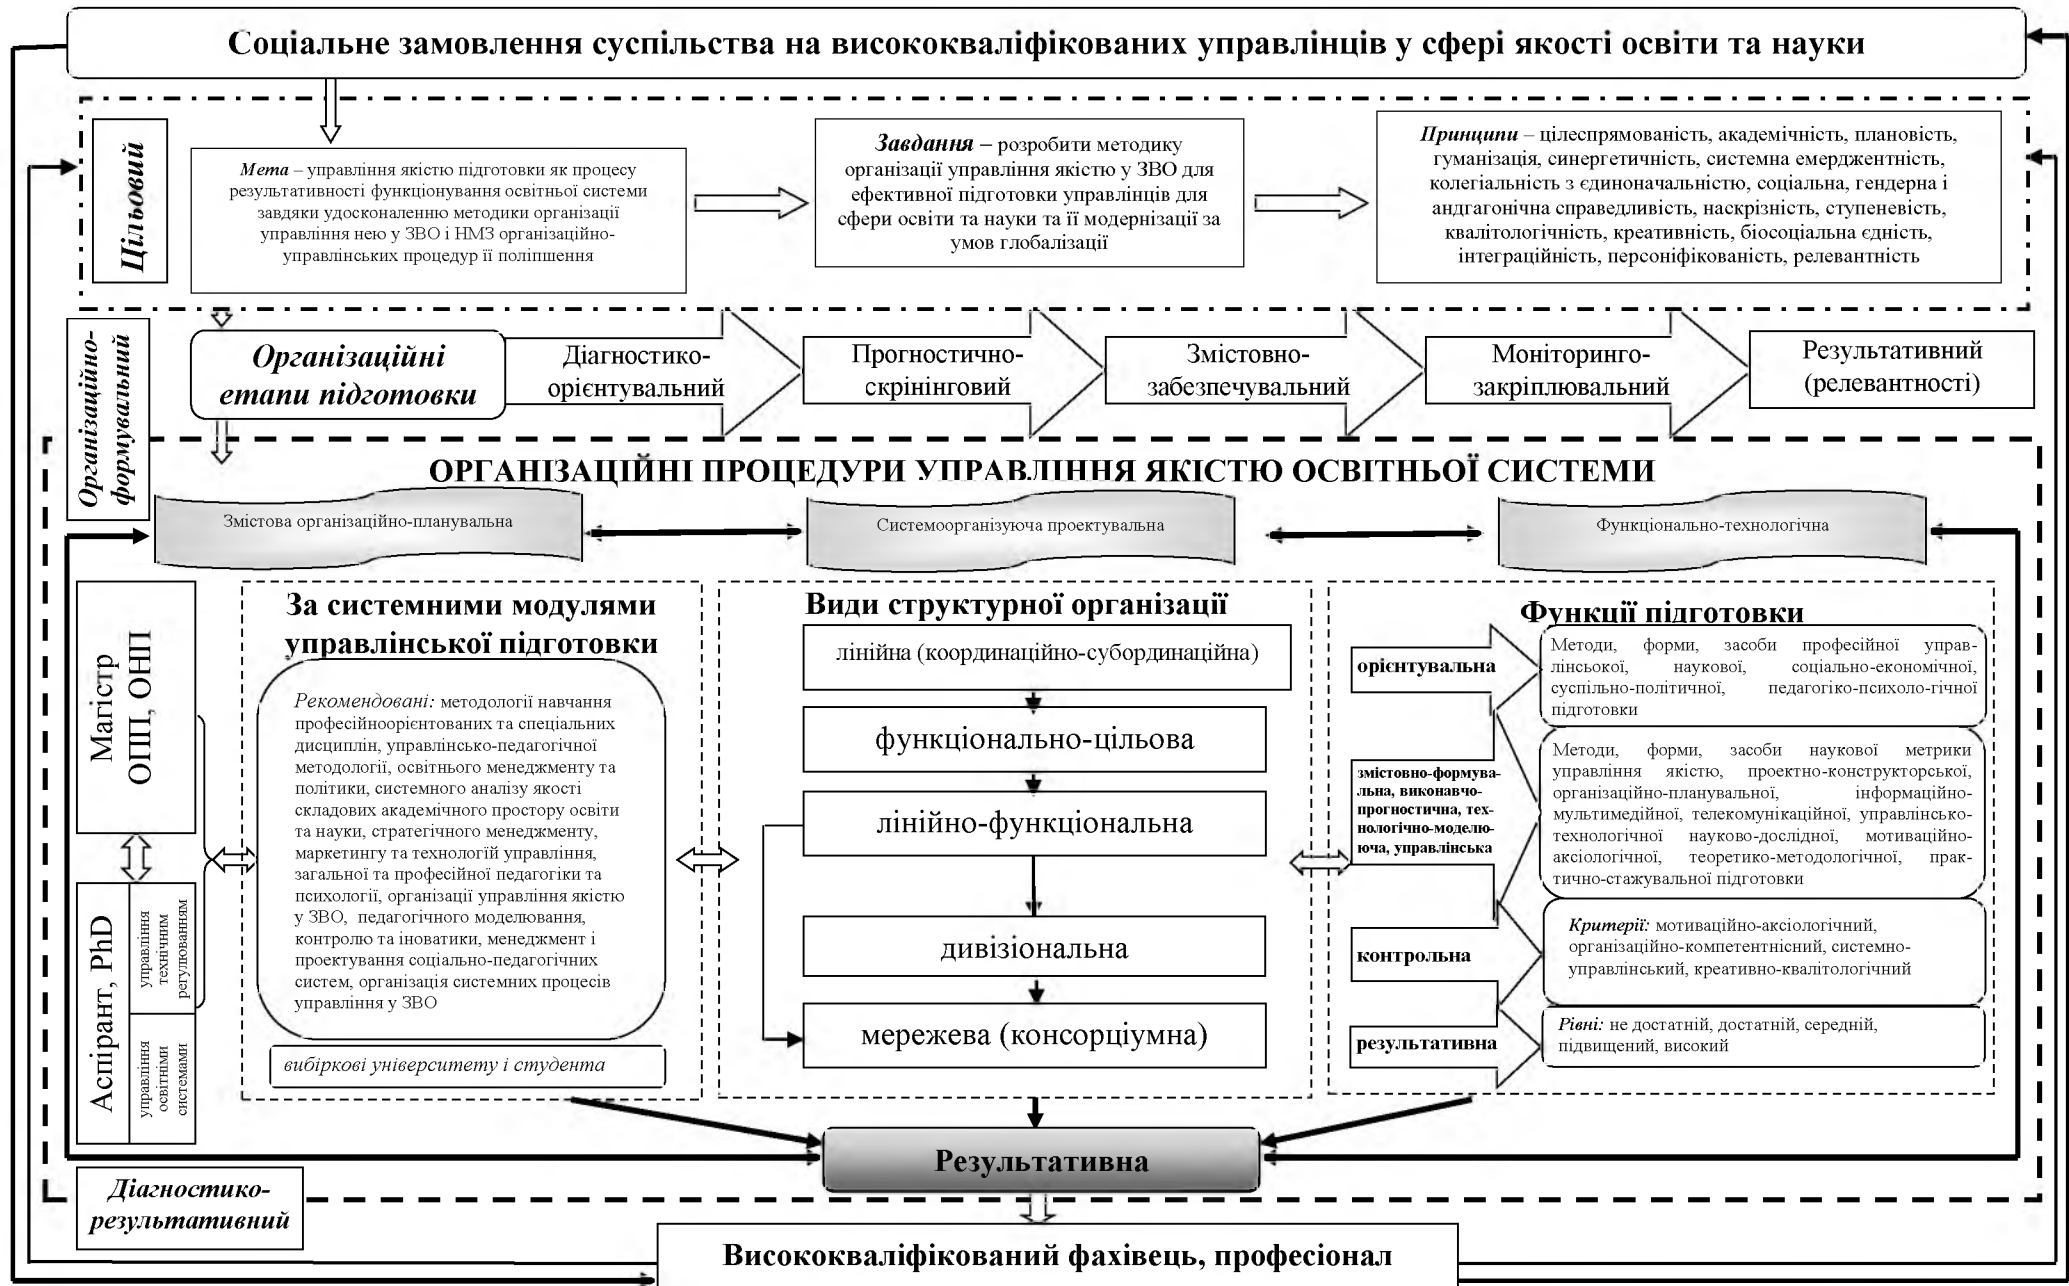 Соціальне замовлення суспільства на висококваліфікованих управлінців у сфері якості освіти та науки
Цільовий
Мета – управління якістю підготовки як процесу
результативності функціонування освітньої системи
завдяки удосконаленню методики організації
управління нею у ЗВО і НМЗ організаційно-
управлінських процедур її поліпшення
Завдання – розробити методику
організації управління якістю у ЗВО для
ефективної підготовки управлінців для
сфери освіти та науки та її модернізації за
умов глобалізації
Принципи – цілеспрямованість, академічність, плановість,
гуманізація, синергетичність, системна емерджентність,
колегіальність з єдиноначальністю, соціальна, гендерна і
андгагонічна справедливість, наскрізність, ступеневість,
квалітологічність, креативність, біосоціальна єдність,
інтеграційність, персоніфікованість, релевантність
Організаційно-
формувальний
Організаційні
етапи підготовки
Діагностико-
орієнтувальний
Прогностично-
скрінінговий
Змістовно-
забезпечувальний
Моніторинго-
закріплювальний
Результативний
(релевантності)
ОРГАНІЗАЦІЙНІ ПРОЦЕДУРИ УПРАВЛІННЯ ЯКІСТЮ ОСВІТНЬОЇ СИСТЕМИ
Змістова організаційно-планувальна
Системоорганізуюча проектувальна
Функціонально-технологічна
Магістр
ОПП, ОНП
Аспірант, PhD
управління
технічним
регулюванням
управління
освітніми
системами
За системними модулями
управлінської підготовки
Рекомендовані: методології навчання
професійноорієнтованих та спеціальних
дисциплін, управлінсько-педагогічної
методології, освітнього менеджменту та
політики, системного аналізу якості
складових академічного простору освіти
та науки, стратегічного менеджменту,
маркетингу та технологій управління,
загальної та професійної педагогіки та
психології, організації управління якістю
у ЗВО, педагогічного моделювання,
контролю та іноватики, менеджмент і
проектування соціально-педагогічних
систем, організація системних процесів
управління у ЗВО
вибіркові університету і студента
Види структурної організації
лінійна (координаційно-субординаційна)
функціонально-цільова
лінійно-функціональна
дивізіональна
мережева (консорціумна)
Функції підготовки
орієнтувальна
Методи, форми, засоби професійної управ-
лінської, наукової, соціально-економічної,
суспільно-політичної, педагогіко-психоло-гічної
підготовки
змістовно-формува-
льна, виконавчо-
прогностична, тех-
нологічно-моделю-
юча, управлінська
Методи, форми, засоби наукової метрики
управління якістю, проектно-конструкторської,
організаційно-планувальної, інформаційно-
мультимедійної, телекомунікаційної, управлінсько-
технологічної науково-дослідної, мотиваційно-
аксіологічної, теоретико-методологічної, прак-
тично-стажувальної підготовки
контрольна
Критерії: мотиваційно-аксіологічний,
організаційно-компетентнісний, системно-
управлінський, креативно-квалітологічний
результативна
Рівні: не достатній, достатній, середній,
підвищений, високий
Результативна
Діагностико-
результативний
Висококваліфікований фахівець, професіонал